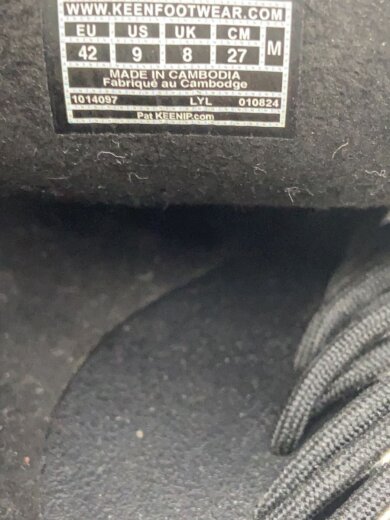 WWW.KEENFOOTWEAR.COM
EU US UK CM M
42 9 8 27
MADE IN CAMBODIA
Fabriqué au Cambodge
1014097 LYL 010824
Pat KEENIP.com